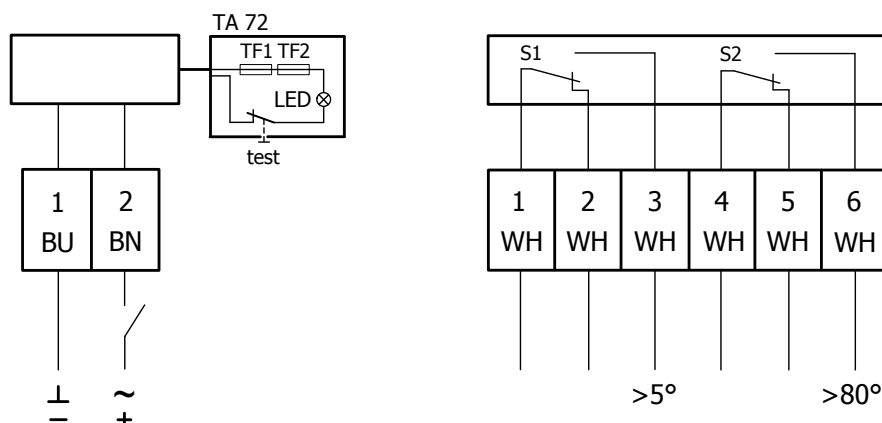 TA 72
TF1 TF2
LED
test
1 2
BU BN
⊥ ~
– +
S1 S2
1 2 3 4 5 6
WH WH WH WH WH WH
>5° >80°